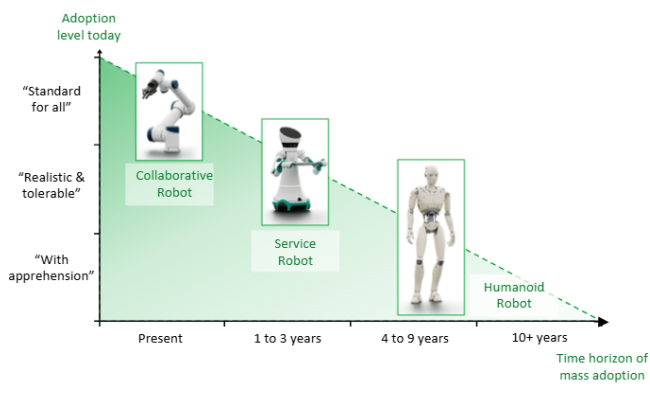 Adoption
level today
“Standard
for all”
“Realistic &
tolerable”
“With
apprehension”
Collaborative
Robot
Service
Robot
Humanoid
Robot
Present
1 to 3 years
4 to 9 years
10+ years
Time horizon of
mass adoption